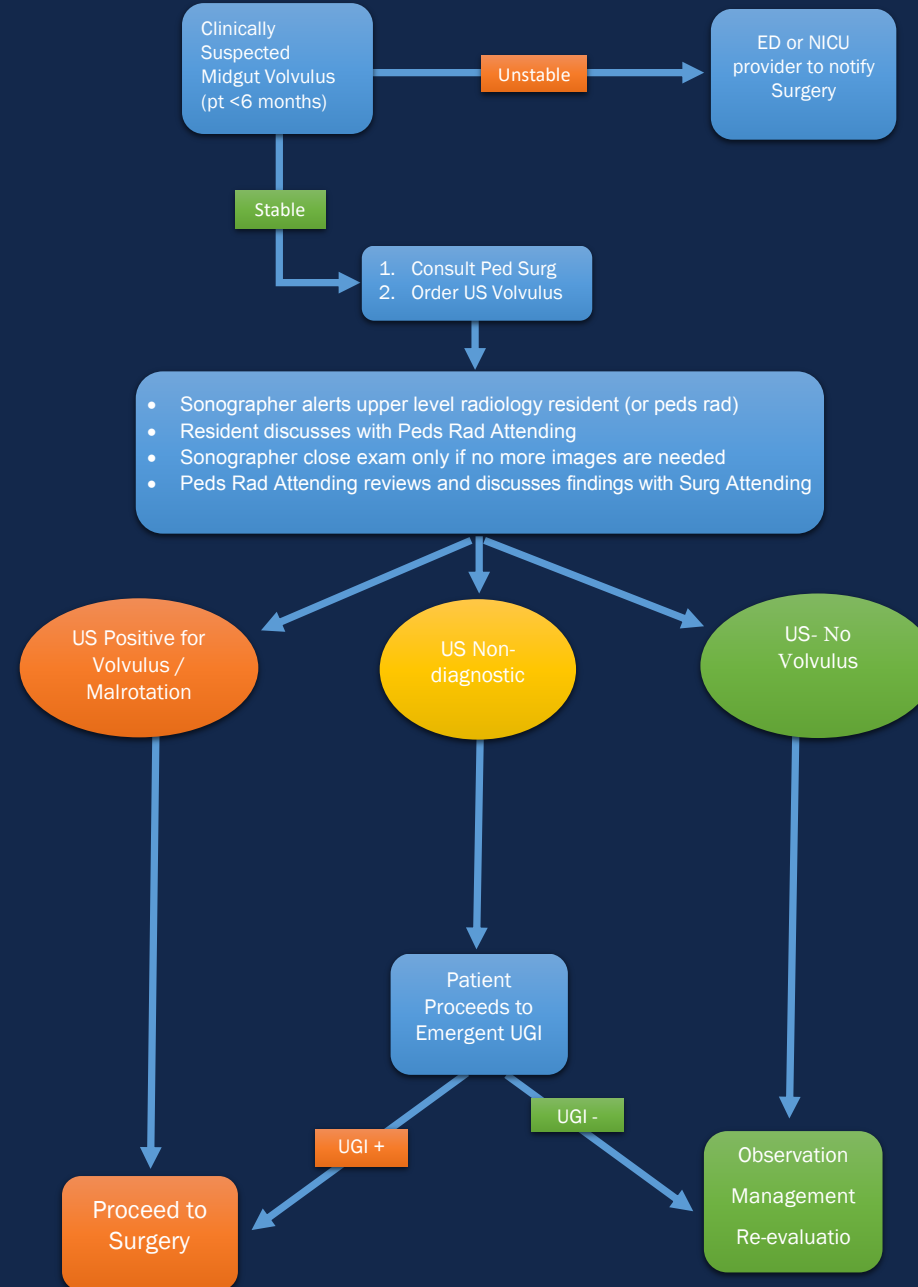 Clinically
Suspected
Midgut Volvulus
(pt <6 months)
Unstable
ED or NICU
provider to notify
Surgery
Stable
1. Consult Ped Surg
2. Order US Volvulus
• Sonographer alerts upper level radiology resident (or peds rad)
• Resident discusses with Peds Rad Attending
• Sonographer close exam only if no more images are needed
• Peds Rad Attending reviews and discusses findings with Surg Attending
US Positive for
Volvulus /
Malrotation
US Non-
diagnostic
US- No
Volvulus
Patient
Proceeds to
Emergent UGI
UGI +
UGI -
Proceed to
Surgery
Observation
Management
Re-evaluatio